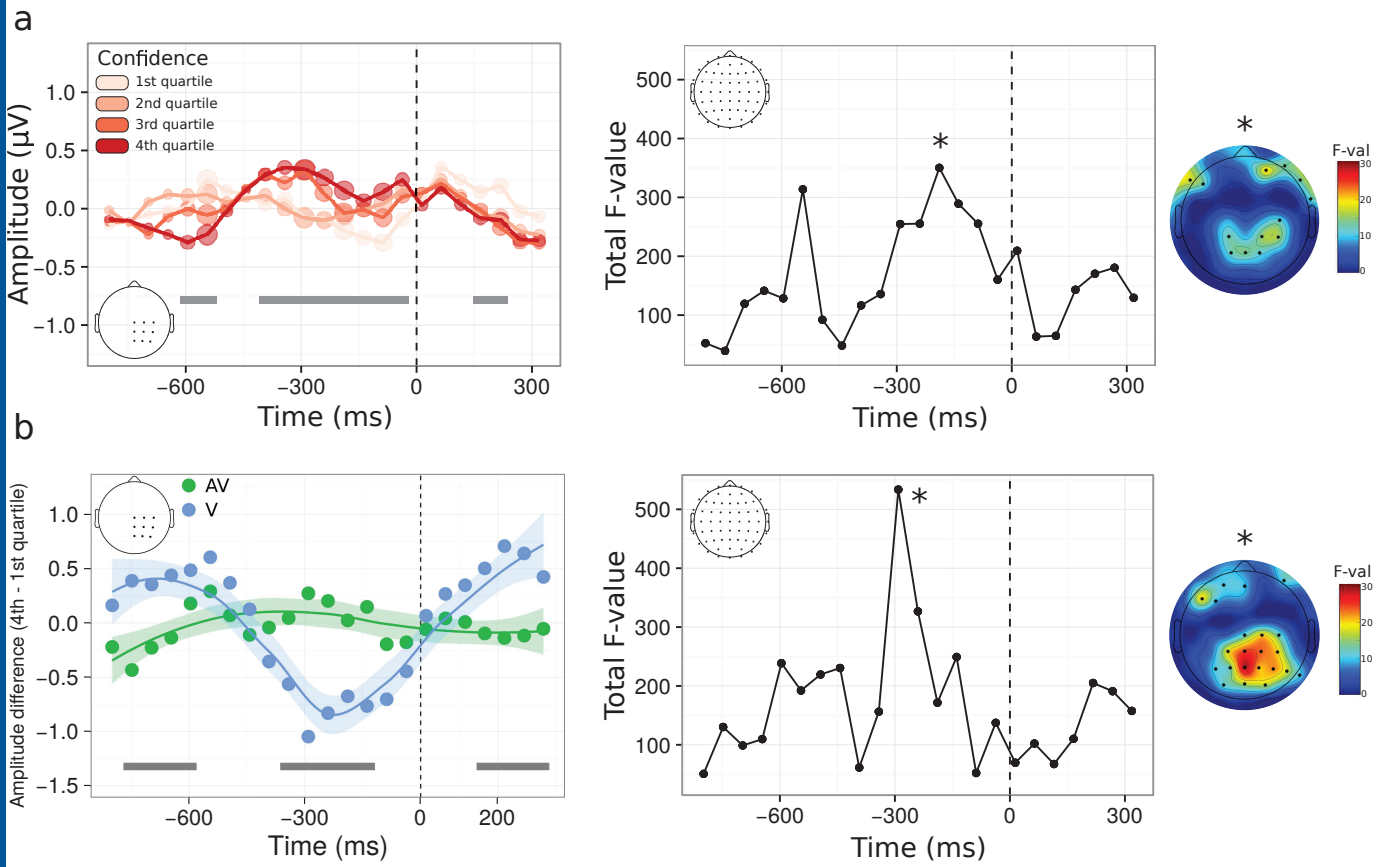 a
Confidence
1st quartile
2nd quartile
3rd quartile
4th quartile
Amplitude (µV)
1.0
0.5
0.0
−0.5
−1.0
−600
−300
0
300
Time (ms)
Total F-value
500
400
300
200
100
*
−600
−300
0
300
Time (ms)
*
F-val
30
20
10
0
b
Amplitude difference (4th - 1st quartile)
AV
V
1.0
0.5
0.0
−0.5
−1.0
−1.5
−600
−300
0
200
Time (ms)
Total F-value
500
400
300
200
100
*
−600
−300
0
300
Time (ms)
*
F-val
30
20
10
0